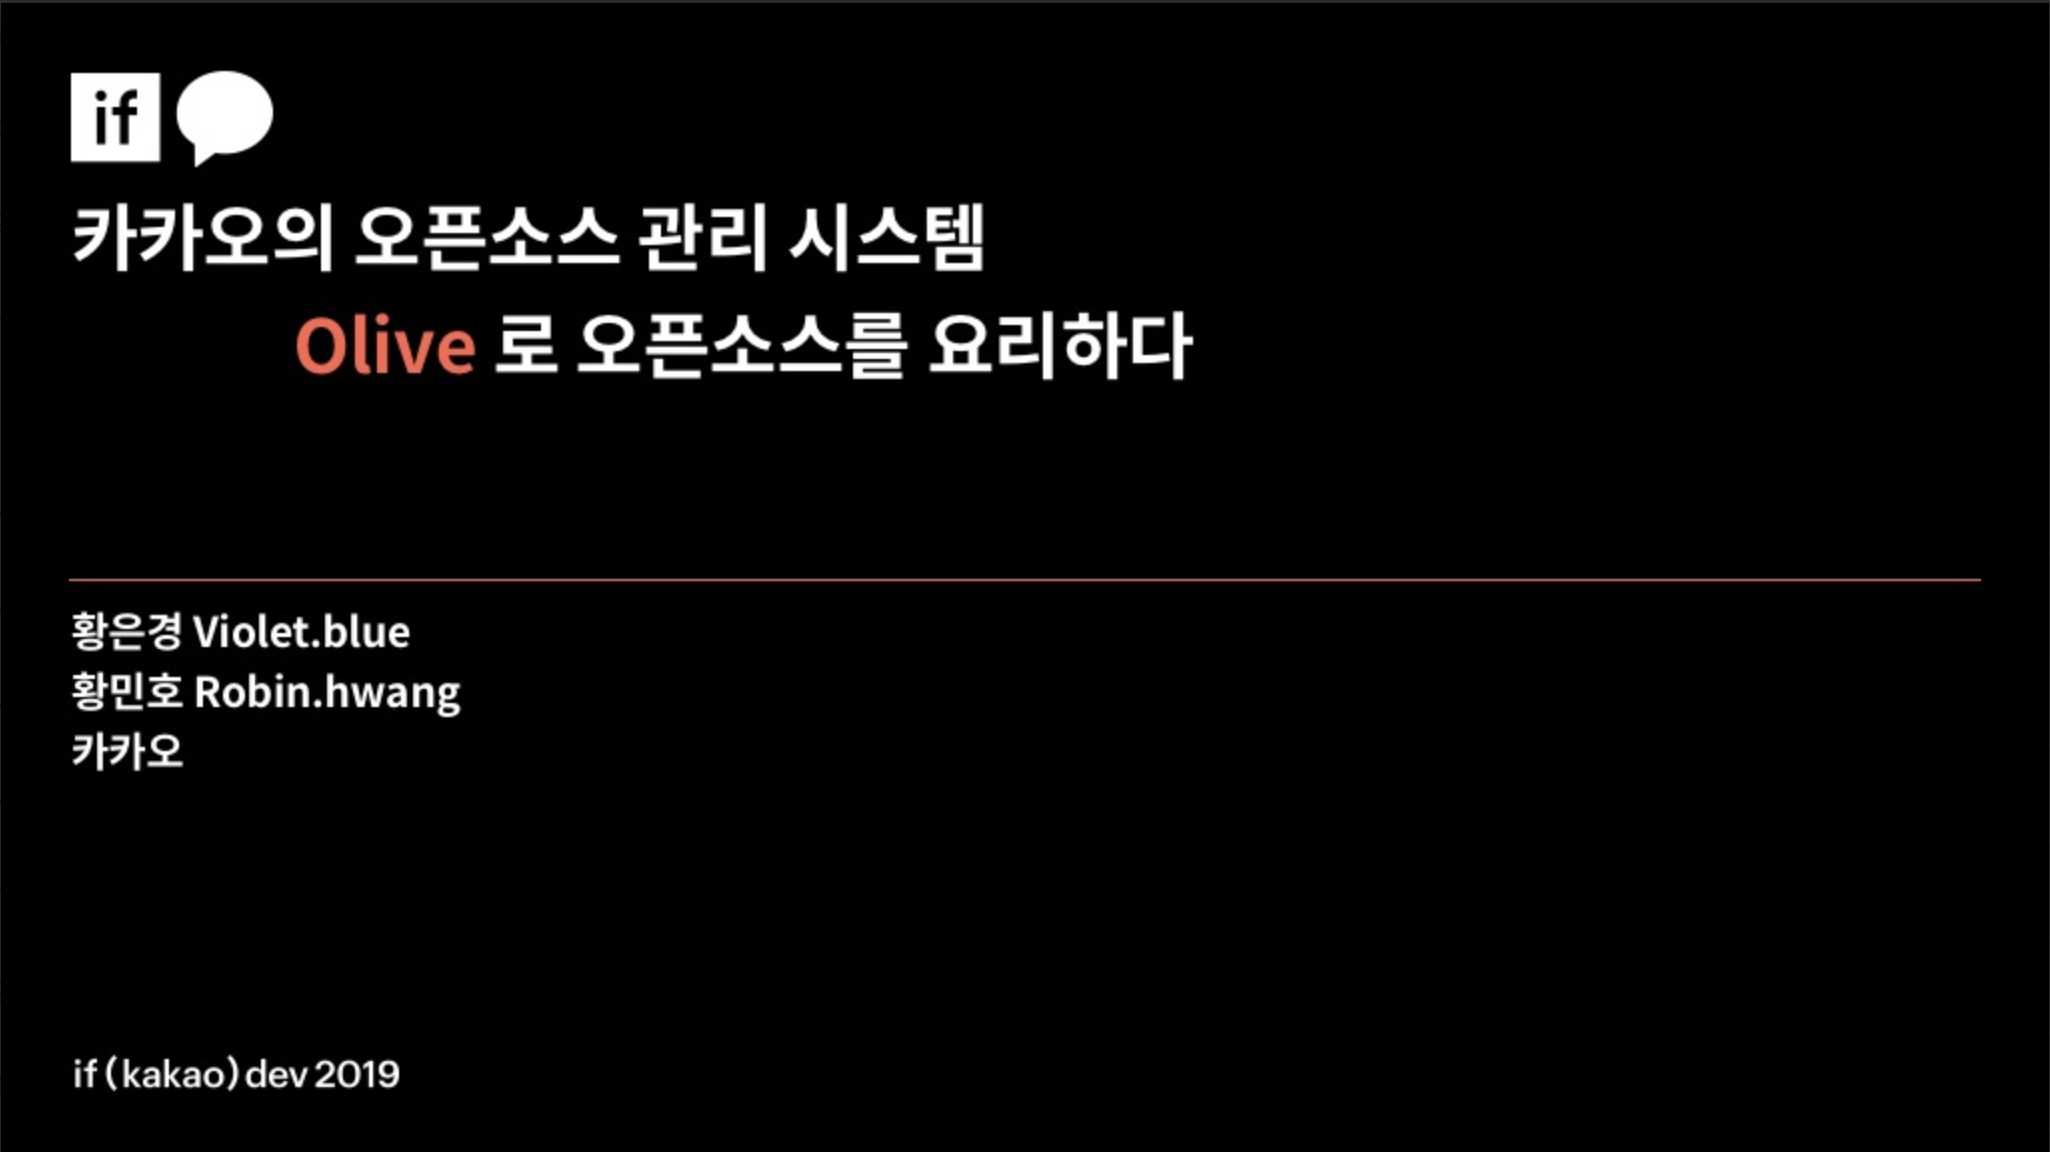 if
카카오의 오픈소스 관리 시스템
Olive 로 오픈소스를 요리하다
황은경 Violet.blue
황민호 Robin.hwang
카카오
if (kakao) dev 2019